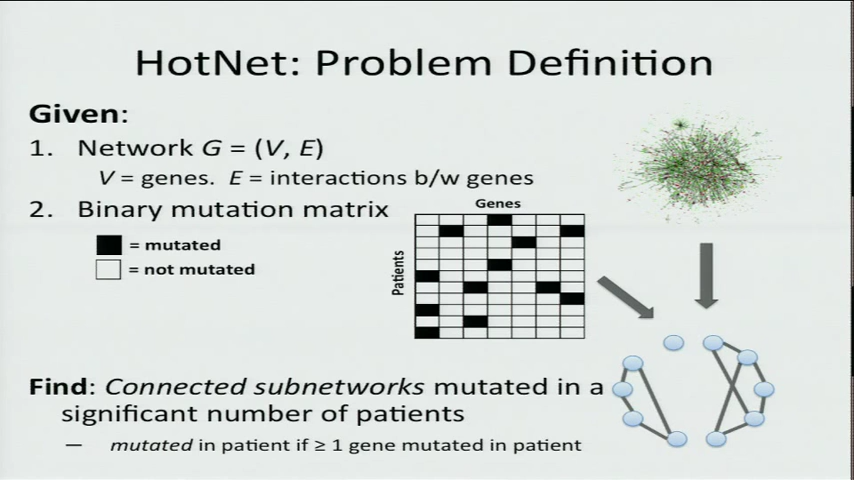 HotNet: Problem Definition
Given:
1. Network G = (V, E)
V = genes. E = interactions b/w genes
2. Binary mutation matrix
= mutated
= not mutated
Genes
Patients
Find: Connected subnetworks mutated in a
significant number of patients
— mutated in patient if ≥ 1 gene mutated in patient